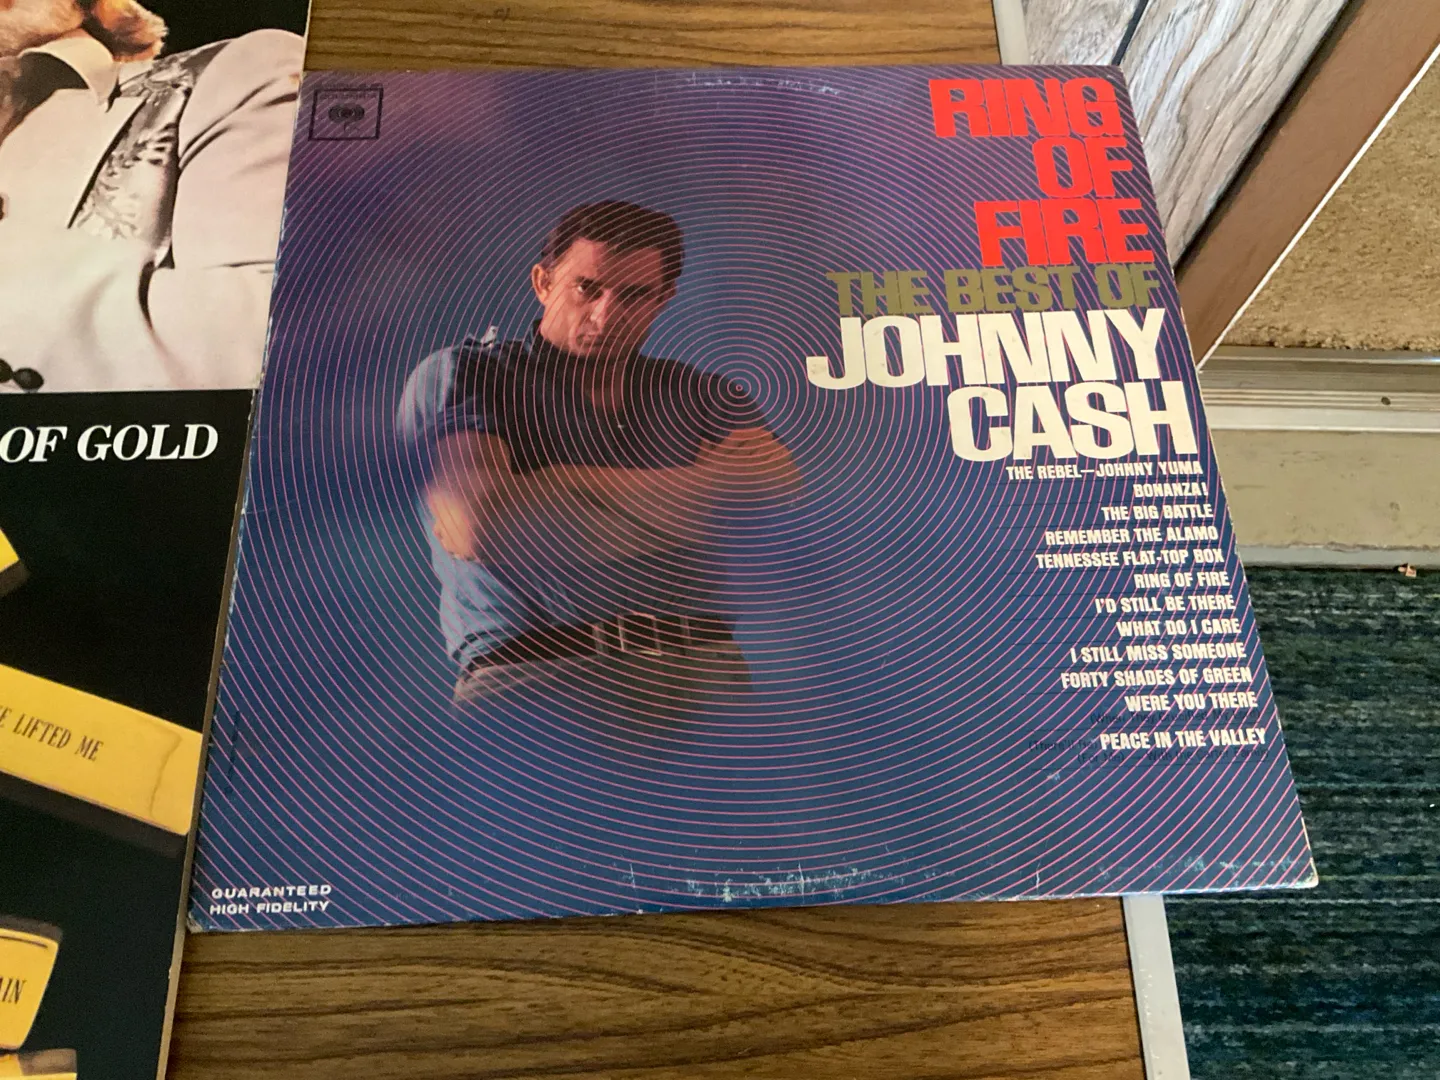 RING
OF
FIRE
THE BEST OF
JOHNNY
CASH
THE REBEL—JOHNNY YUMA
BONANZA!
THE BIG BATTLE
REMEMBER THE ALAMO
TENNESSEE FLAT-TOP BOX
RING OF FIRE
I'D STILL BE THERE
WHAT DO I CARE
I STILL MISS SOMEONE
FORTY SHADES OF GREEN
WERE YOU THERE
PEACE IN THE VALLEY
GUARANTEED
HIGH FIDELITY
OF GOLD
LIFTED ME